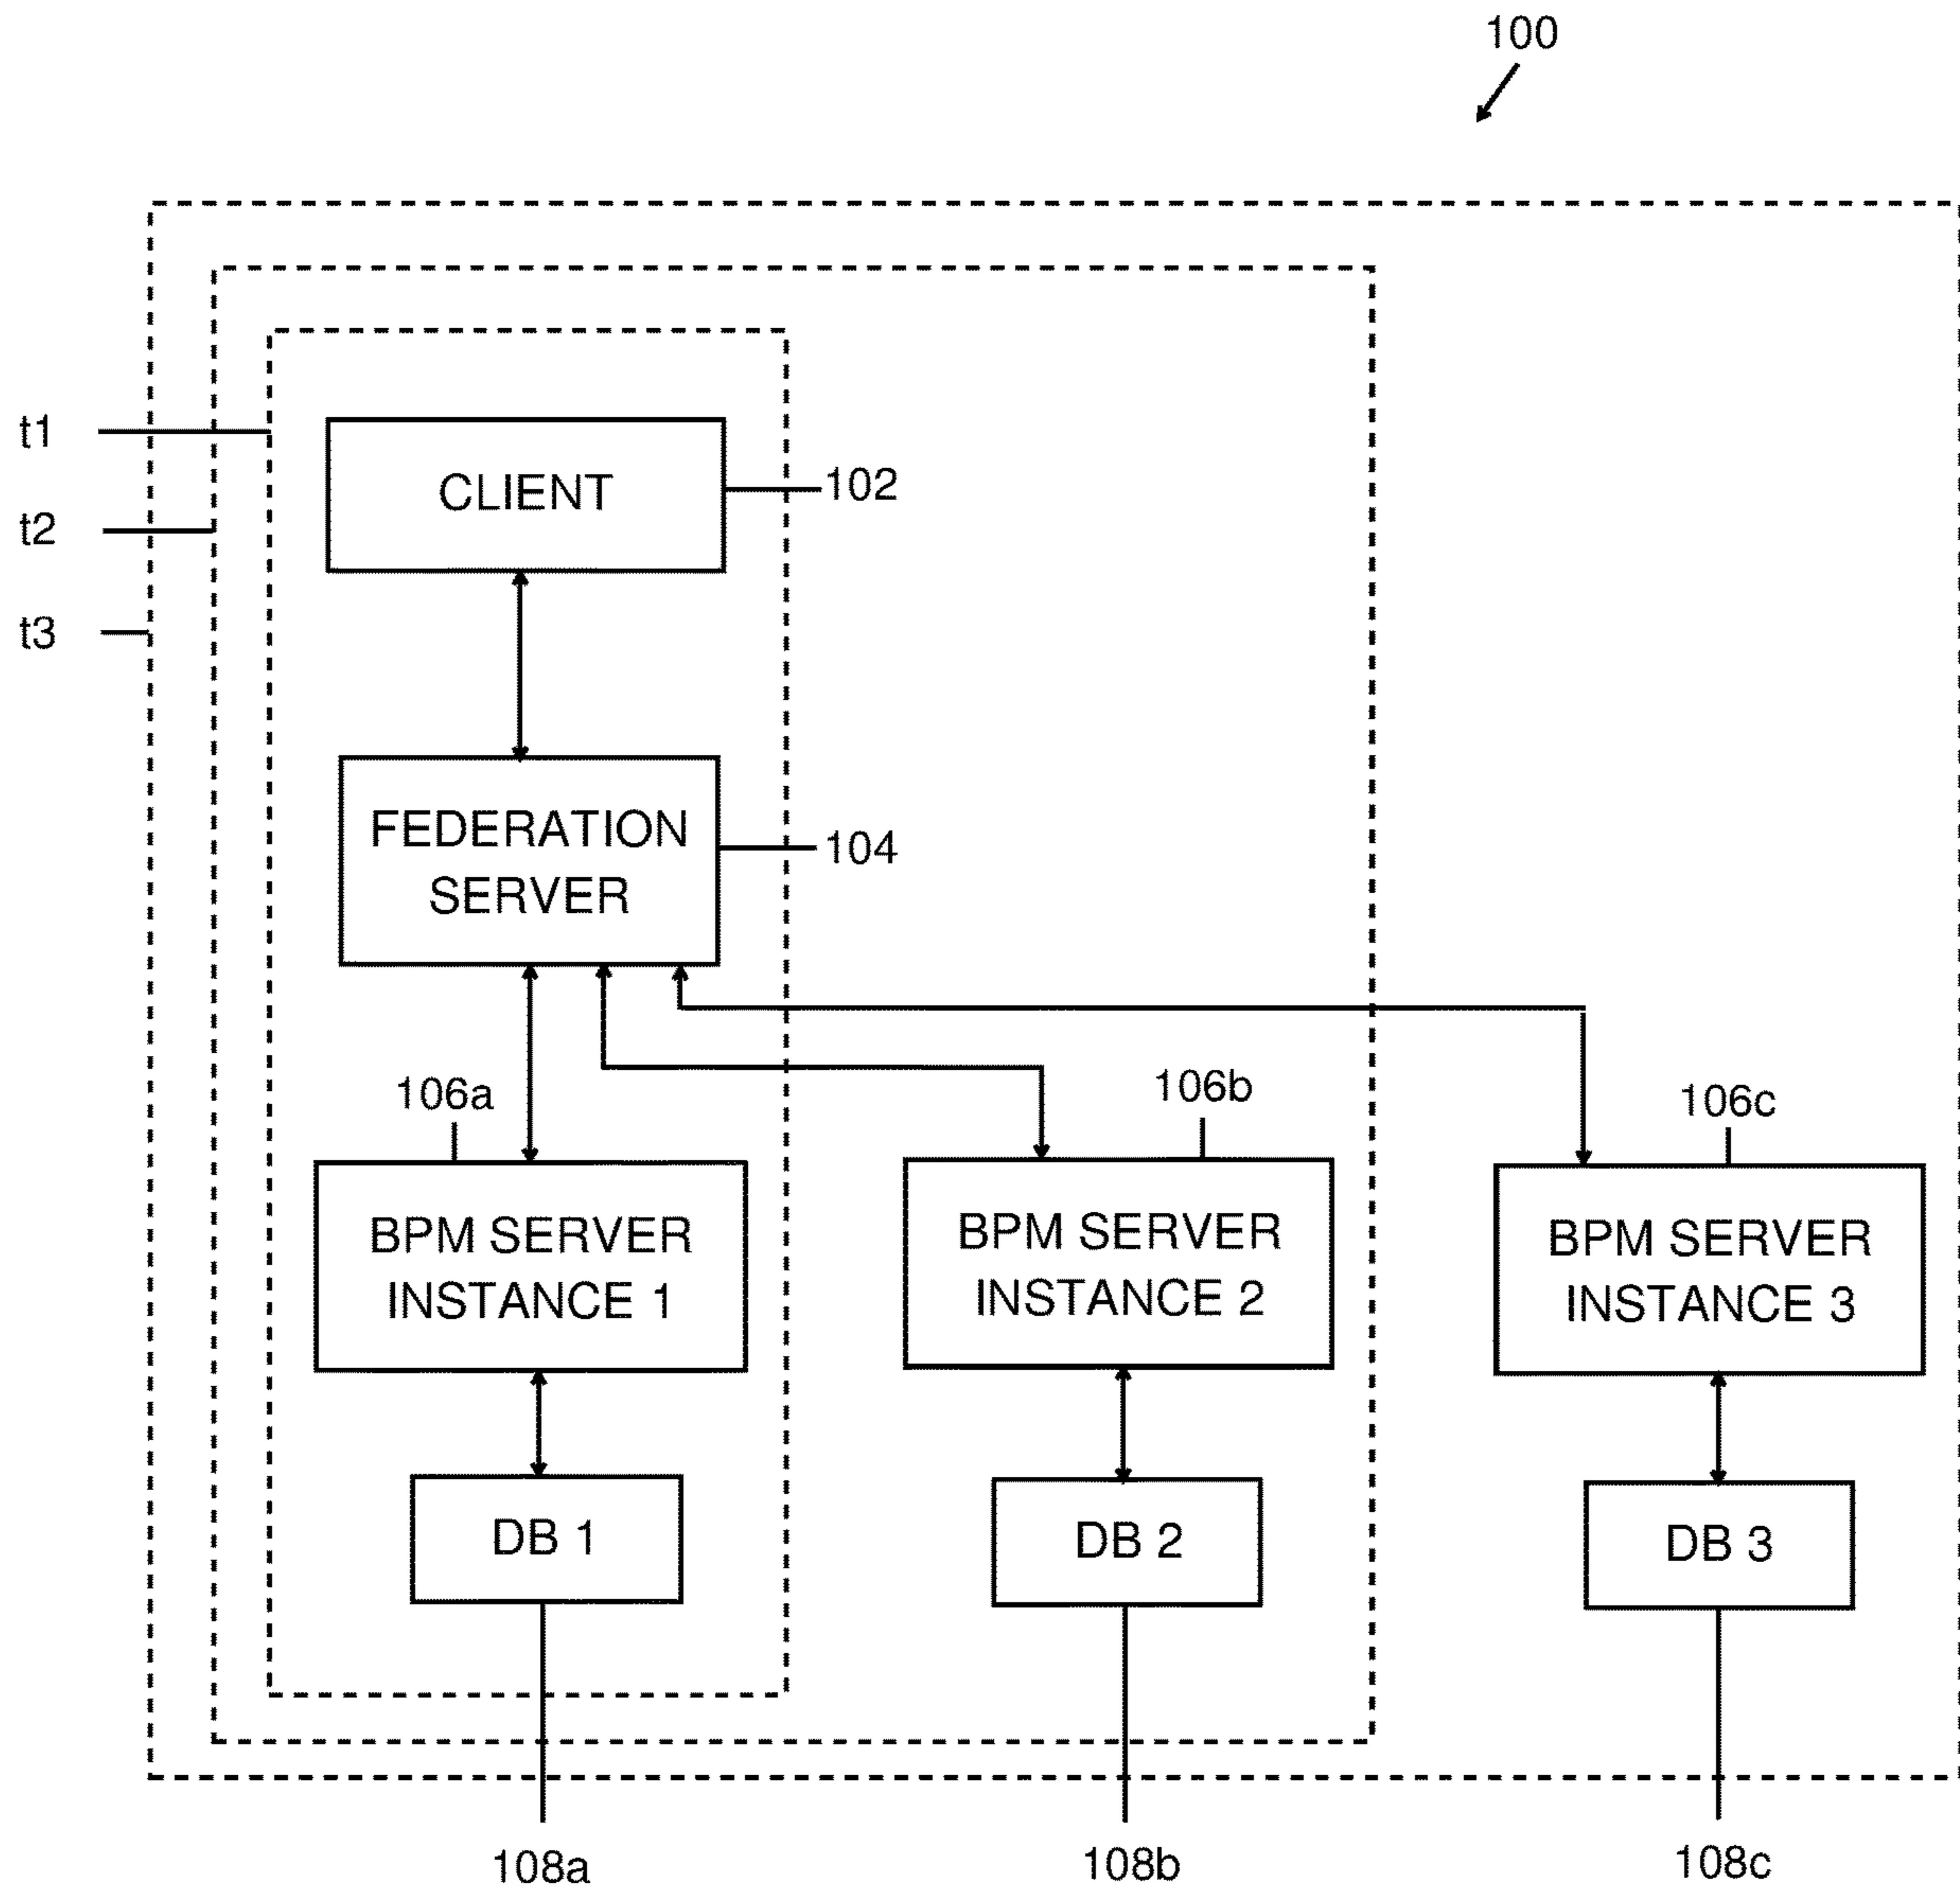 100
t1
CLIENT
102
t2
t3
FEDERATION
SERVER
104
106a
106b
106c
BPM SERVER
INSTANCE 1
BPM SERVER
INSTANCE 2
BPM SERVER
INSTANCE 3
DB 1
DB 2
DB 3
108a
108b
108c